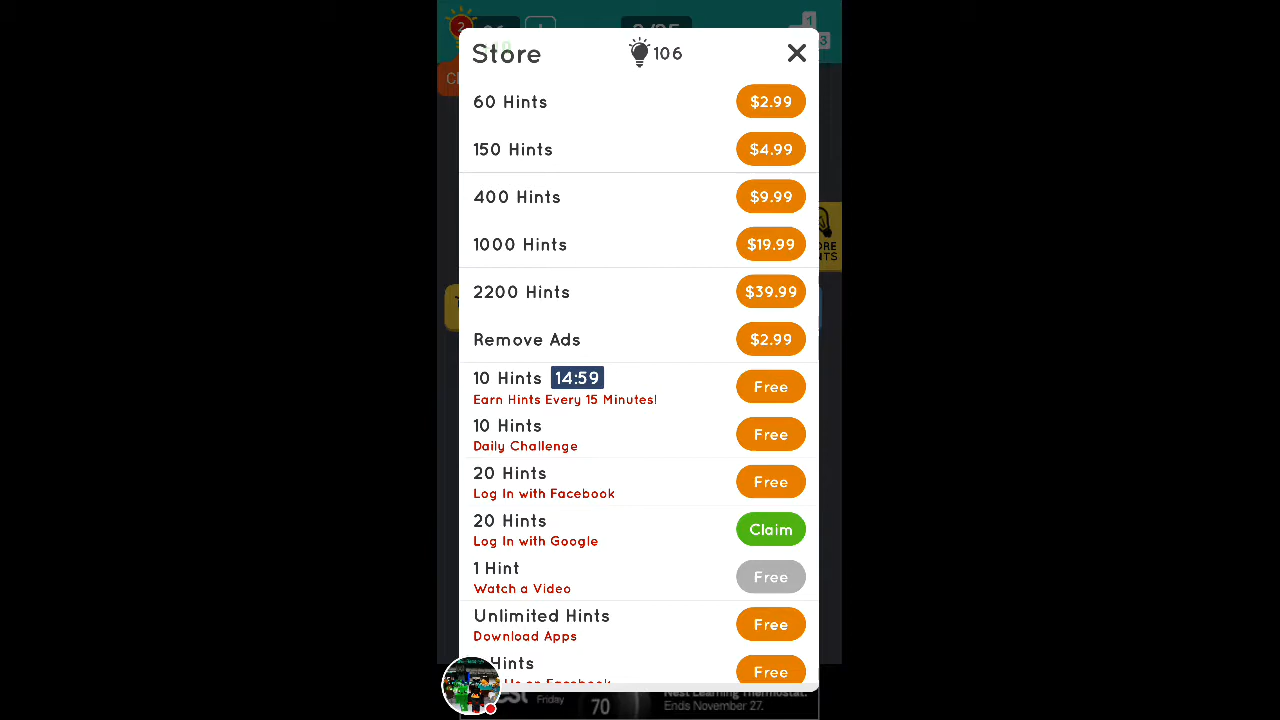 Store
106
60 Hints
$2.99
150 Hints
$4.99
400 Hints
$9.99
1000 Hints
$19.99
2200 Hints
$39.99
Remove Ads
$2.99
10 Hints 14:59
Earn Hints Every 15 Minutes!
Free
10 Hints
Daily Challenge
Free
20 Hints
Log In with Facebook
Free
20 Hints
Log In with Google
Claim
1 Hint
Watch a Video
Free
Unlimited Hints
Download Apps
Free
Hints
Free
Friday
70
Nest Learning Thermostat.
Ends November 27.